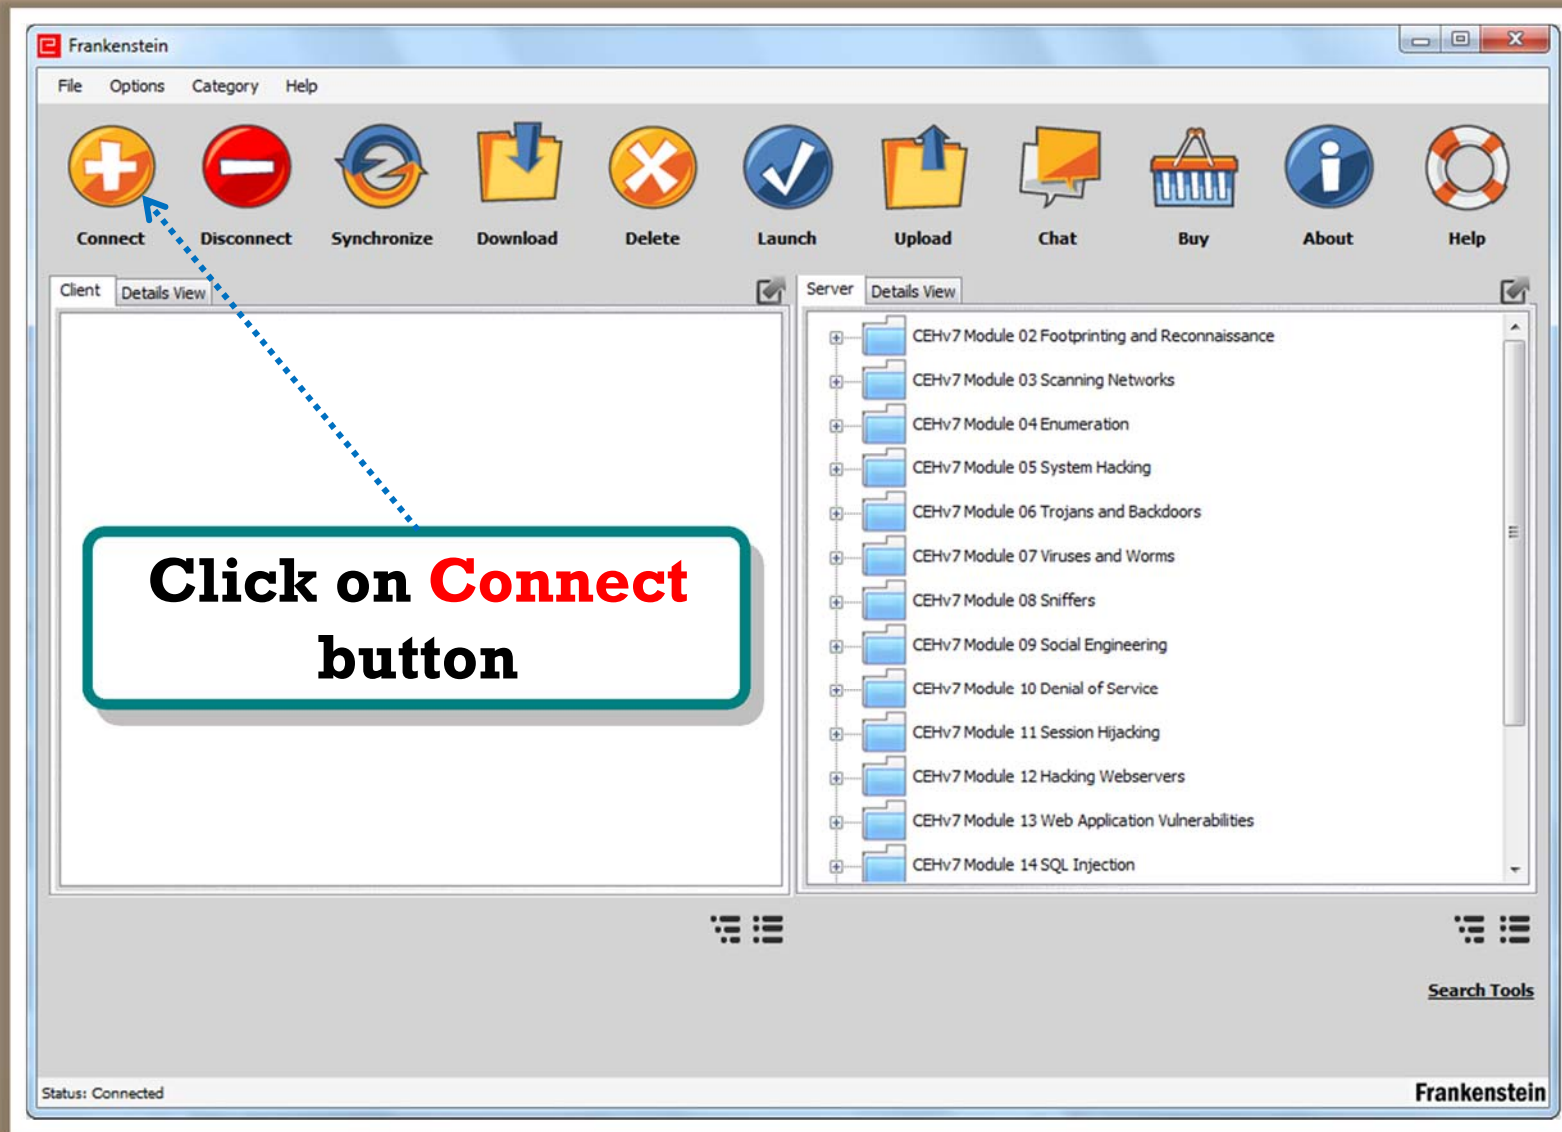 Frankenstein
File Options Category Help
Connect Disconnect Synchronize Download Delete Launch Upload Chat Buy About Help
Client Details View
Server Details View
CEHv7 Module 02 Footprinting and Reconnaissance
CEHv7 Module 03 Scanning Networks
CEHv7 Module 04 Enumeration
CEHv7 Module 05 System Hacking
CEHv7 Module 06 Trojans and Backdoors
CEHv7 Module 07 Viruses and Worms
CEHv7 Module 08 Sniffers
CEHv7 Module 09 Social Engineering
CEHv7 Module 10 Denial of Service
CEHv7 Module 11 Session Hijacking
CEHv7 Module 12 Hacking Webservers
CEHv7 Module 13 Web Application Vulnerabilities
CEHv7 Module 14 SQL Injection
Click on Connect
button
Search Tools
Status: Connected
Frankenstein